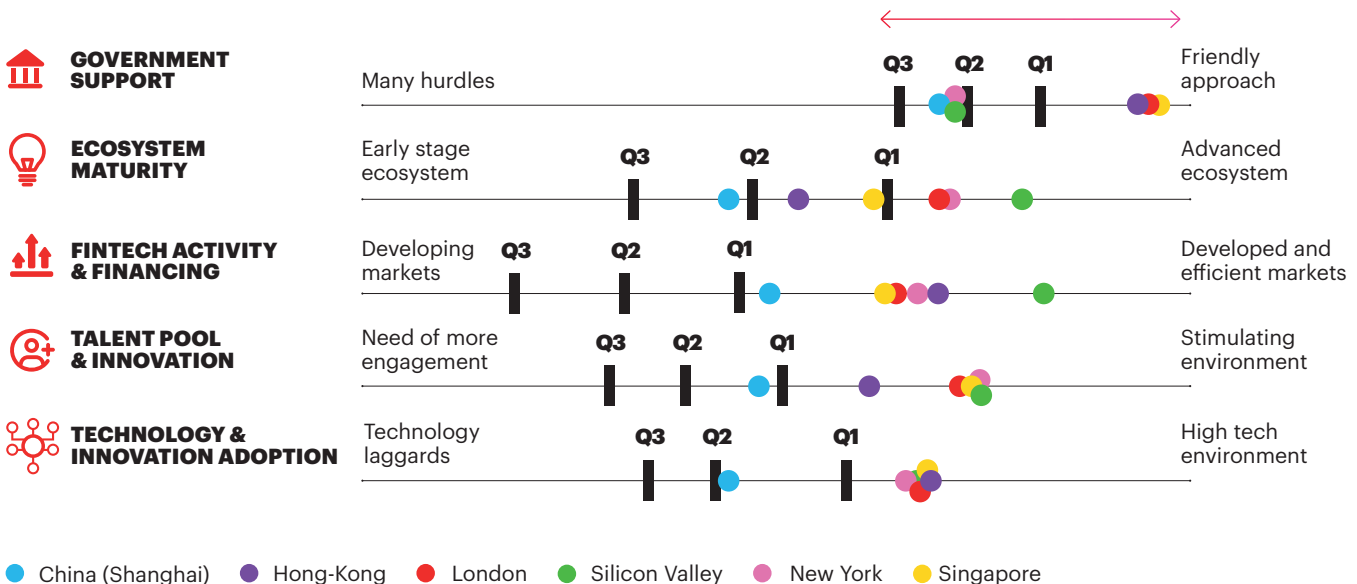 GOVERNMENT
SUPPORT
Many hurdles
Q3
Q2
Q1
Friendly
approach
ECOSYSTEM
MATURITY
Early stage
ecosystem
Q3
Q2
Q1
Advanced
ecosystem
FINTECH ACTIVITY
& FINANCING
Developing
markets
Q3
Q2
Q1
Developed and
efficient markets
TALENT POOL
& INNOVATION
Need of more
engagement
Q3
Q2
Q1
Stimulating
environment
TECHNOLOGY &
INNOVATION ADOPTION
Technology
laggards
Q3
Q2
Q1
High tech
environment
China (Shanghai)
Hong-Kong
London
Silicon Valley
New York
Singapore